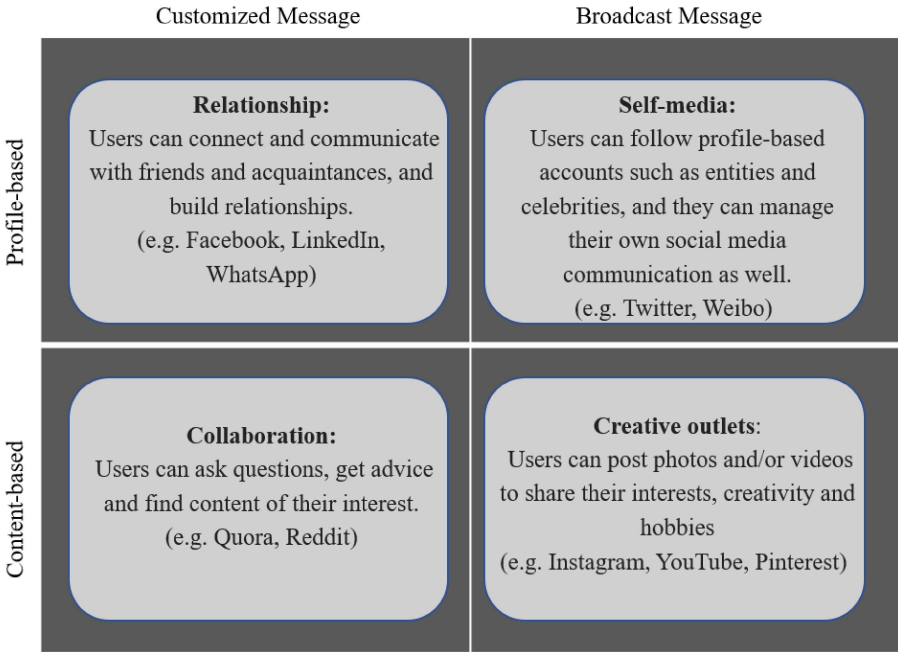 Customized Message
Broadcast Message
Profile-based
Relationship:
Users can connect and communicate
with friends and acquaintances, and
build relationships.
(e.g. Facebook, LinkedIn,
WhatsApp)
Self-media:
Users can follow profile-based
accounts such as entities and
celebrities, and they can manage
their own social media
communication as well.
(e.g. Twitter, Weibo)
Content-based
Collaboration:
Users can ask questions, get advice
and find content of their interest.
(e.g. Quora, Reddit)
Creative outlets:
Users can post photos and/or videos
to share their interests, creativity and
hobbies
(e.g. Instagram, YouTube, Pinterest)